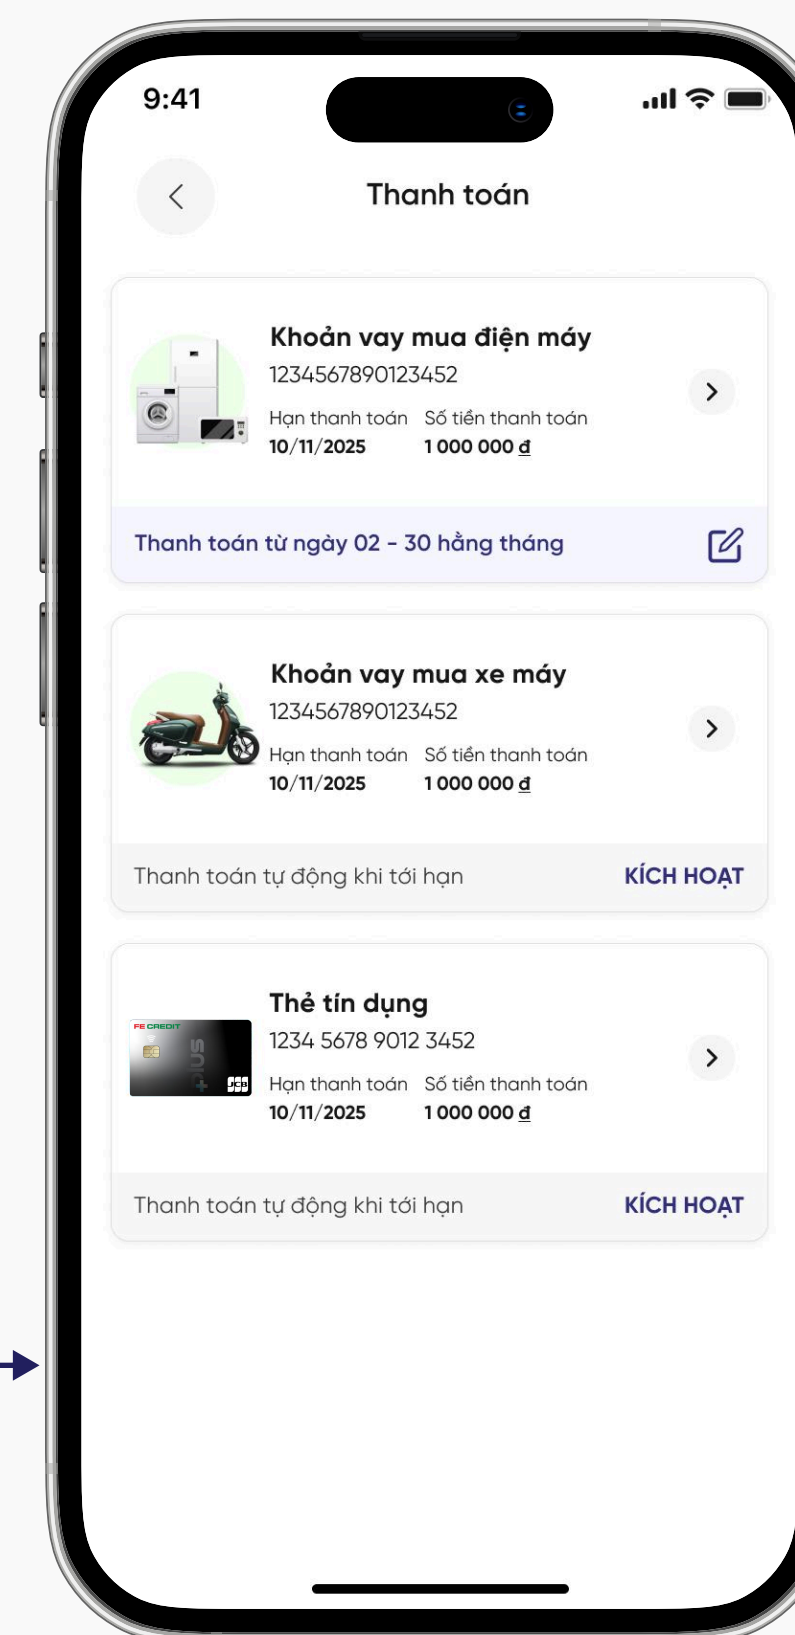 9:41
Thanh toán
Khoản vay mua điện máy
1234567890123452
Hạn thanh toán Số tiền thanh toán
10/11/2025 1 000 000 đ
Thanh toán từ ngày 02 - 30 hằng tháng
Khoản vay mua xe máy
1234567890123452
Hạn thanh toán Số tiền thanh toán
10/11/2025 1 000 000 đ
Thanh toán tự động khi tới hạn KÍCH HOẠT
Thẻ tín dụng
FE CREDIT
plus
JCB
1234 5678 9012 3452
Hạn thanh toán Số tiền thanh toán
10/11/2025 1 000 000 đ
Thanh toán tự động khi tới hạn KÍCH HOẠT